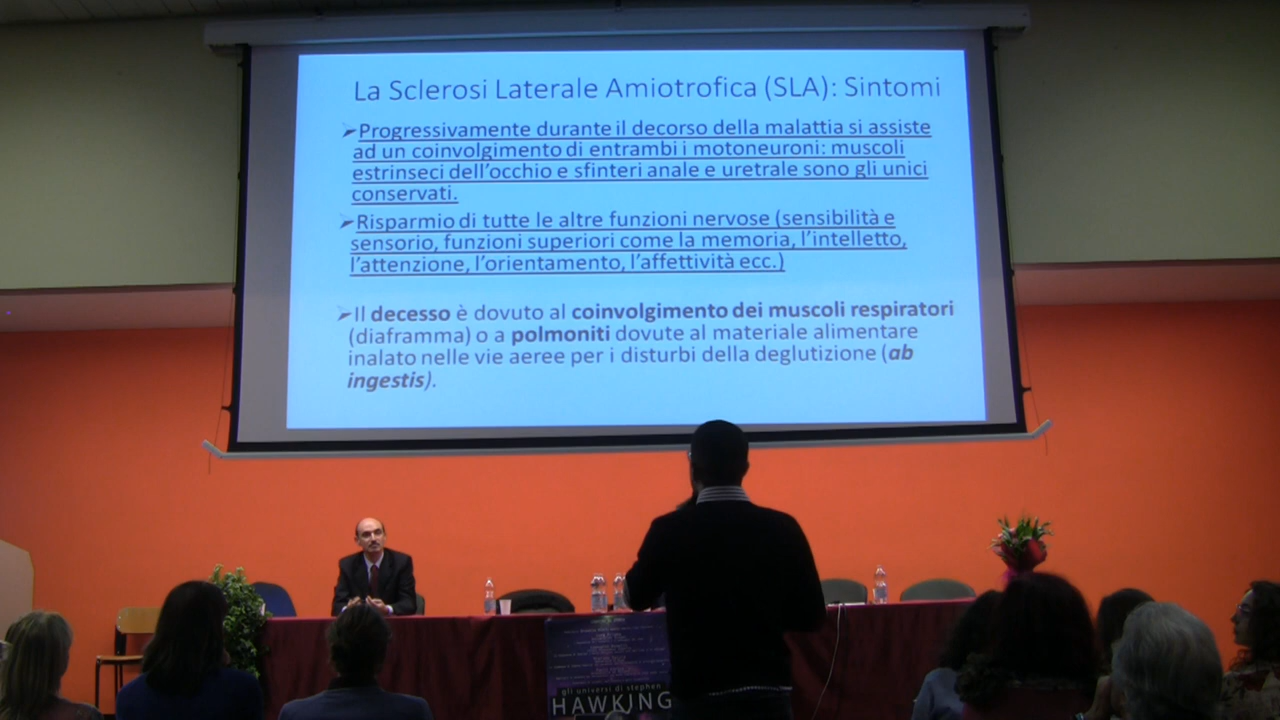 La Sclerosi Laterale Amiotrofica (SLA): Sintomi
➢Progressivamente durante il decorso della malattia si assiste
ad un coinvolgimento di entrambi i motoneuroni: muscoli
estrinseci dell'occhio e sfinteri anale e uretrale sono gli unici
conservati.
➢Risparmio di tutte le altre funzioni nervose (sensibilità e
sensorio, funzioni superiori come la memoria, l'intelletto,
l'attenzione, l'orientamento, l'affettività ecc.)
➢Il decesso è dovuto al coinvolgimento dei muscoli respiratori
(diaframma) o a polmoniti dovute al materiale alimentare
inalato nelle vie aeree per i disturbi della deglutizione (ab
ingestis).
gli universi di stephen
HAWKING